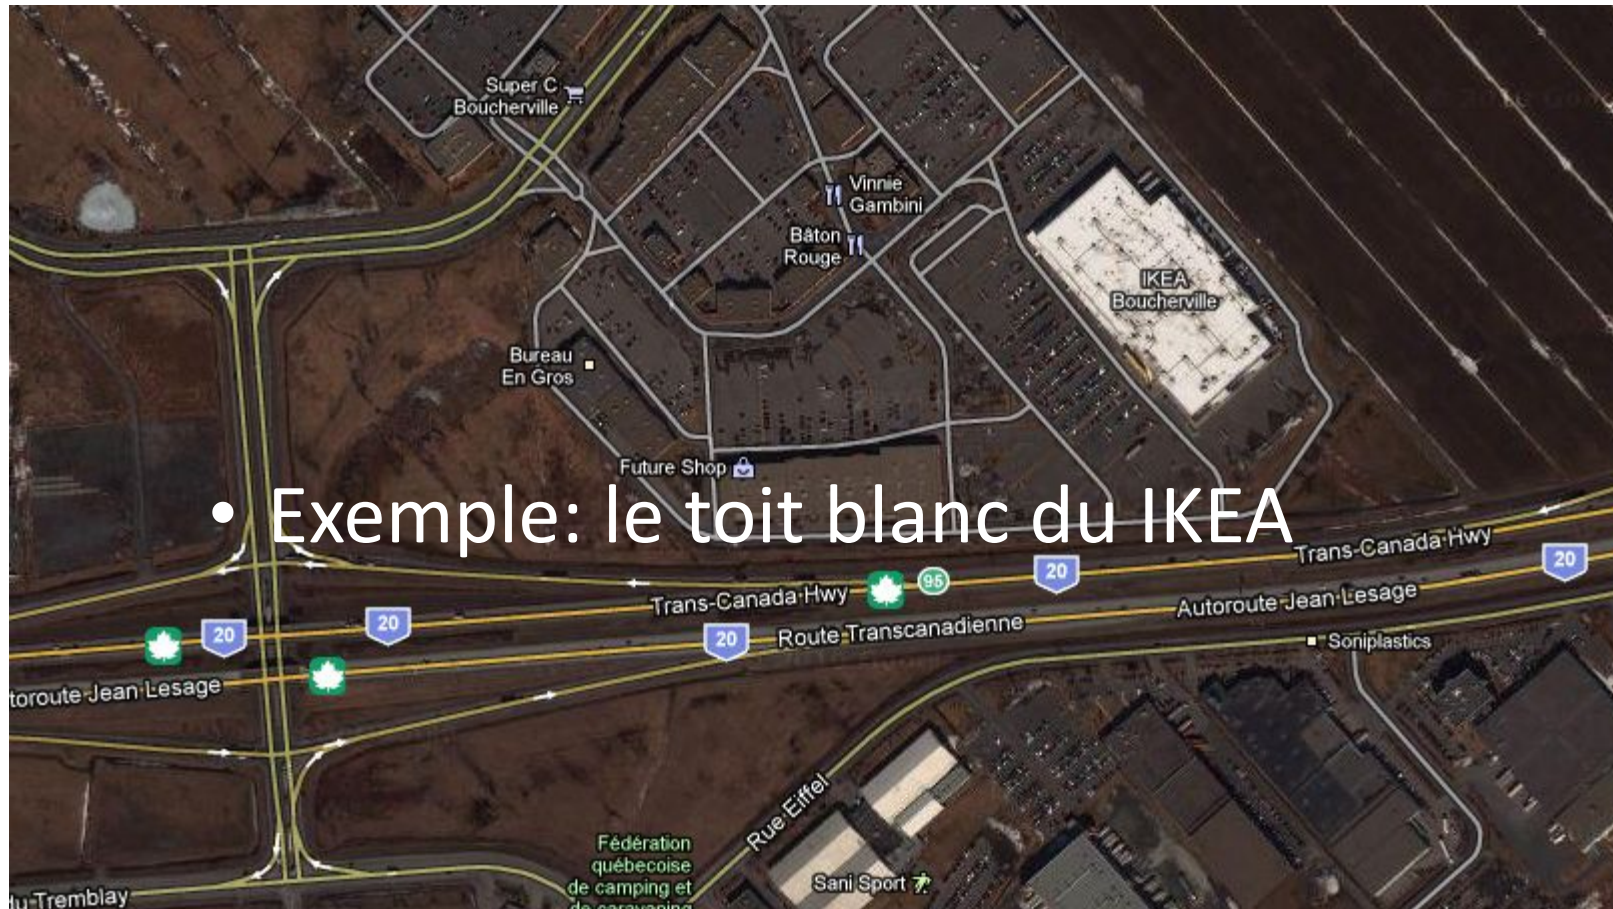 Super C
Boucherville
Vinnie
Gambini
Bâton
Rouge
IKEA
Boucherville
Bureau
En Gros
Future Shop
• Exemple: le toit blanc du IKEA
Trans-Canada Hwy
20
20
95
Trans-Canada Hwy
Autoroute Jean Lesage
20
20
20
Route Transcanadienne
Soniplastics
toroute Jean Lesage
Rue Eiffel
Fédération
québecoise
de camping et
de caravaning
Sani Sport
du Tremblay